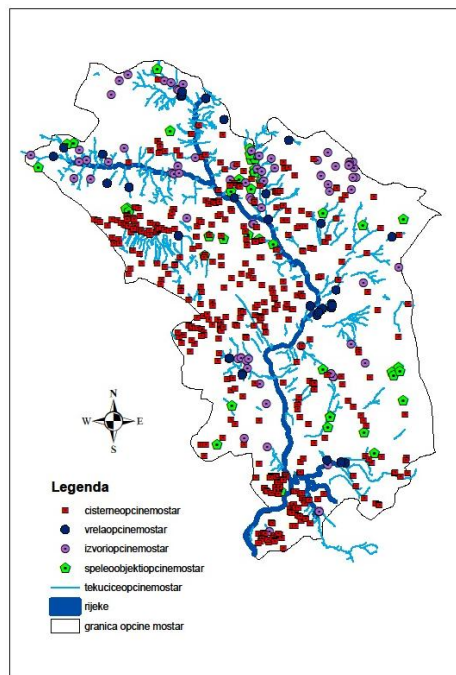 N
W E
S
Legenda
cisterneopcinemostar
vrelaopcinemostar
izvoriopcinemostar
speleoobjektiopcinemostar
tekuciceopcinemostar
rijeke
granica opcine mostar